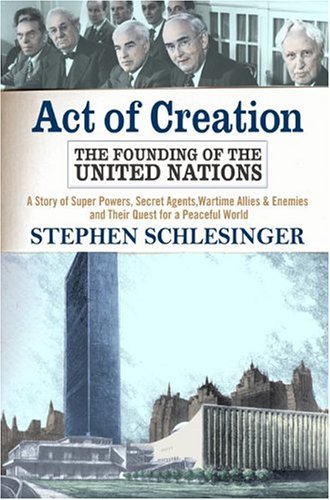 Act of Creation
THE FOUNDING OF THE
UNITED NATIONS
A Story of Super Powers, Secret Agents,Wartime Allies & Enemies
and Their Quest for a Peaceful World
STEPHEN SCHLESINGER